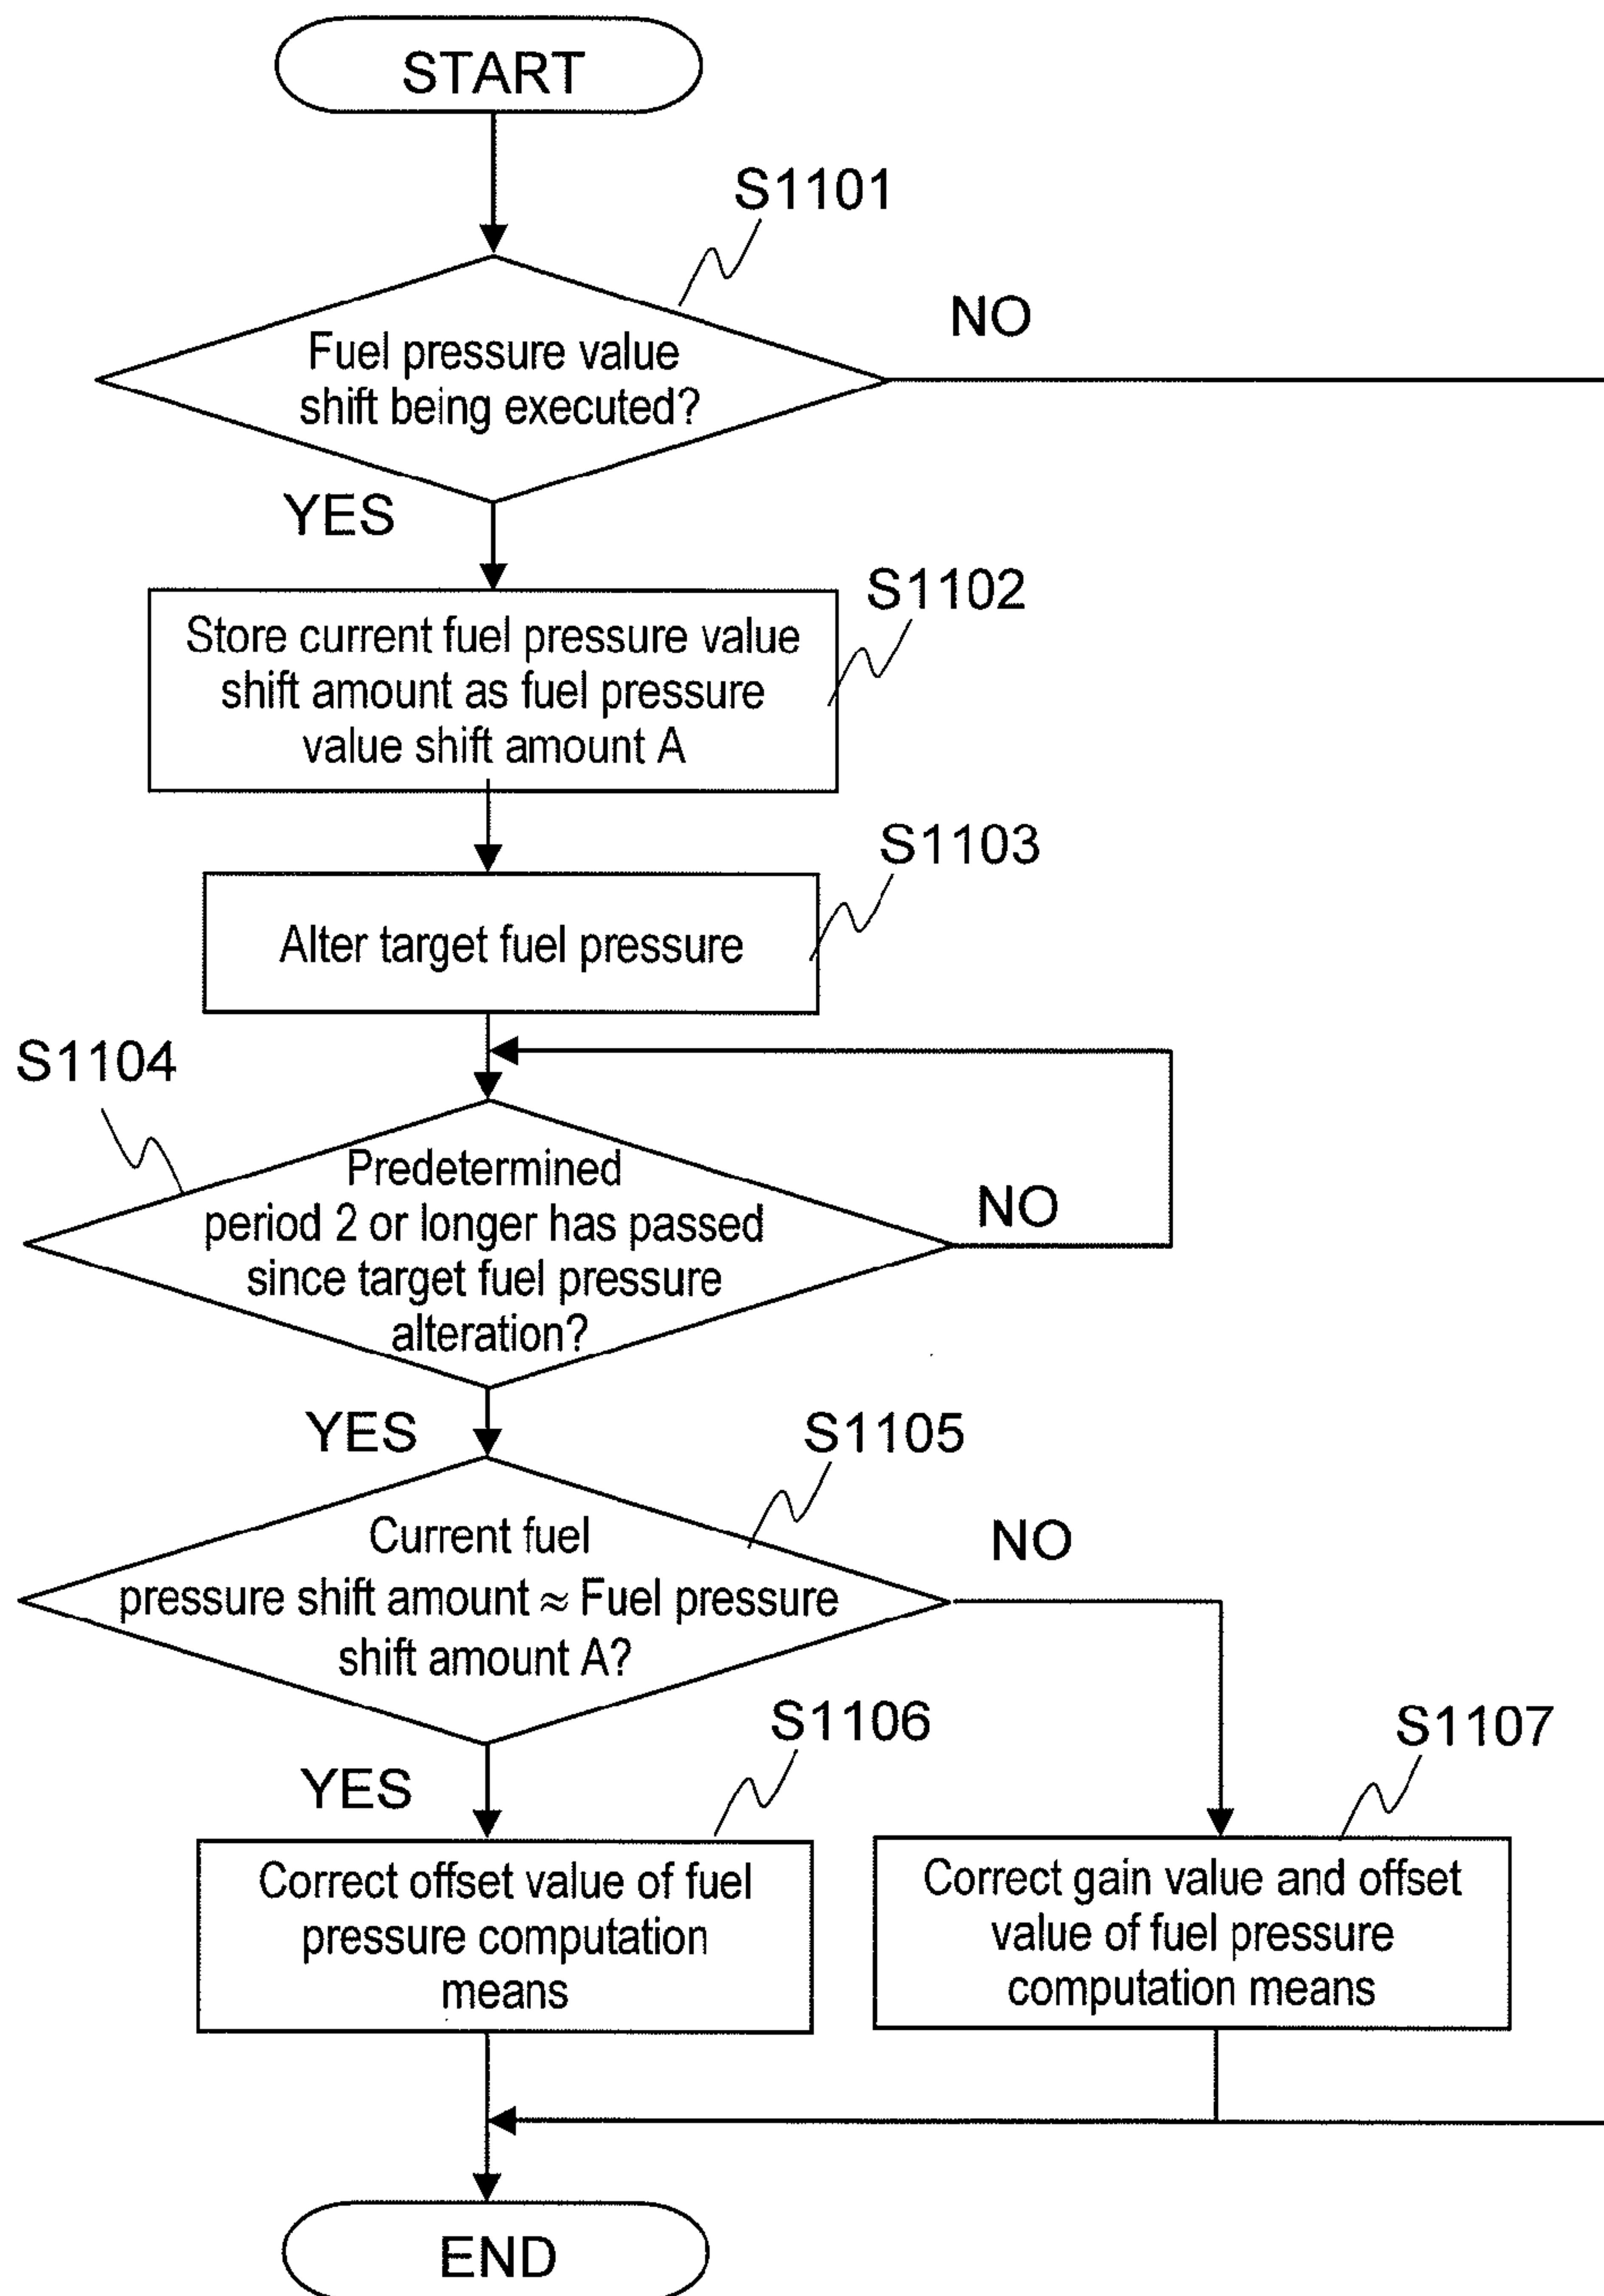 START
S1101
NO
Fuel pressure value
shift being executed?
YES
S1102
Store current fuel pressure value
shift amount as fuel pressure
value shift amount A
S1103
Alter target fuel pressure
S1104
Predetermined
period 2 or longer has passed
since target fuel pressure
alteration?
NO
YES
S1105
Current fuel
pressure shift amount ≈ Fuel pressure
shift amount A?
NO
YES
S1106
Correct offset value of fuel
pressure computation
means
S1107
Correct gain value and offset
value of fuel pressure
computation means
END